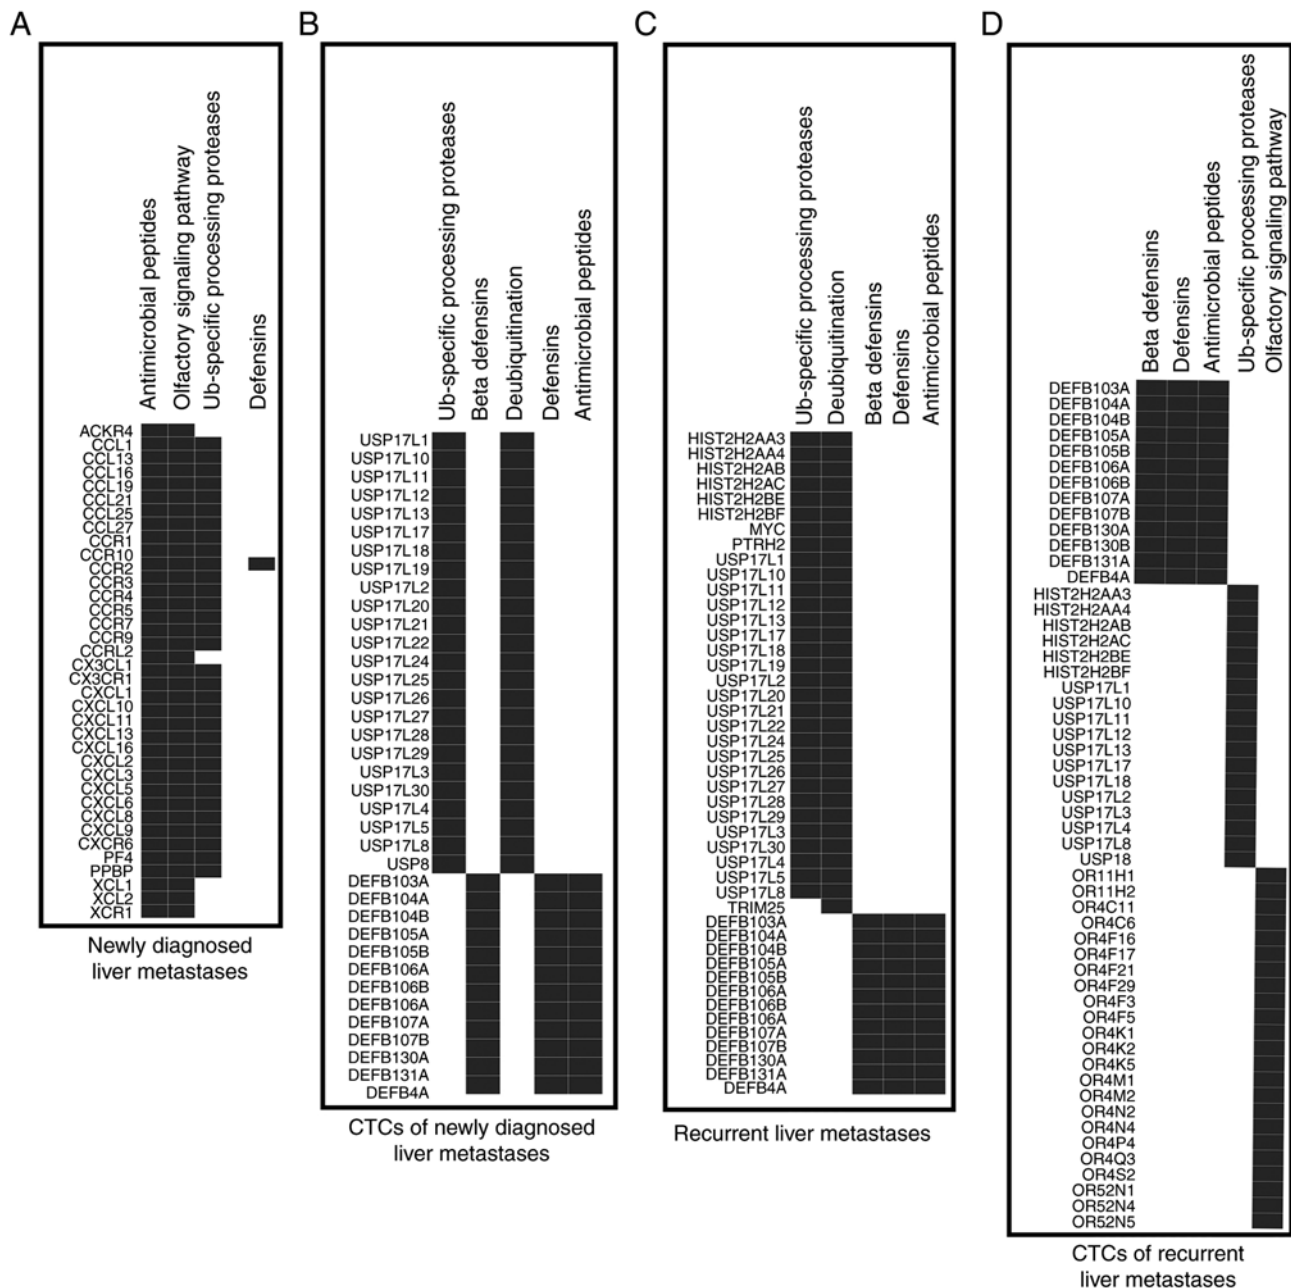 A
Antimicrobial peptides
Olfactory signaling pathway
Ub-specific processing proteases
Defensins
ACKR4
CCL1
CCL13
CCL16
CCL19
CCL21
CCL25
CCL27
CCR1
CCR10
CCR2
CCR3
CCR4
CCR5
CCR7
CCR9
CCRL2
CX3CL1
CX3CR1
CXCL1
CXCL10
CXCL11
CXCL13
CXCL16
CXCL2
CXCL3
CXCL5
CXCL6
CXCL8
CXCL9
CXCR6
PF4
PPBP
XCL1
XCL2
XCR1
Newly diagnosed
liver metastases
B
Ub-specific processing proteases
Beta defensins
Deubiquitination
Defensins
Antimicrobial peptides
USP17L1
USP17L10
USP17L11
USP17L12
USP17L13
USP17L17
USP17L18
USP17L19
USP17L2
USP17L20
USP17L21
USP17L22
USP17L24
USP17L25
USP17L26
USP17L27
USP17L28
USP17L29
USP17L3
USP17L30
USP17L4
USP17L5
USP17L8
USP8
DEFB103A
DEFB104A
DEFB104B
DEFB105A
DEFB105B
DEFB106A
DEFB106B
DEFB106A
DEFB107A
DEFB107B
DEFB130A
DEFB131A
DEFB4A
CTCs of newly diagnosed
liver metastases
C
Ub-specific processing proteases
Deubiquitination
Beta defensins
Defensins
Antimicrobial peptides
HIST2H2AA3
HIST2H2AA4
HIST2H2AB
HIST2H2AC
HIST2H2BE
HIST2H2BF
MYC
PTRH2
USP17L1
USP17L10
USP17L11
USP17L12
USP17L13
USP17L17
USP17L18
USP17L19
USP17L2
USP17L20
USP17L21
USP17L22
USP17L24
USP17L25
USP17L26
USP17L27
USP17L28
USP17L29
USP17L3
USP17L30
USP17L4
USP17L5
USP17L8
TRIM25
DEFB103A
DEFB104A
DEFB104B
DEFB105A
DEFB105B
DEFB106A
DEFB106B
DEFB106A
DEFB107A
DEFB107B
DEFB130A
DEFB131A
DEFB4A
Recurrent liver metastases
D
Beta defensins
Defensins
Antimicrobial peptides
Ub-specific processing proteases
Olfactory signaling pathway
DEFB103A
DEFB104A
DEFB104B
DEFB105A
DEFB105B
DEFB106A
DEFB106B
DEFB107A
DEFB107B
DEFB130A
DEFB130B
DEFB131A
DEFB4A
HIST2H2AA3
HIST2H2AA4
HIST2H2AB
HIST2H2AC
HIST2H2BE
HIST2H2BF
USP17L1
USP17L10
USP17L11
USP17L12
USP17L13
USP17L17
USP17L18
USP17L2
USP17L3
USP17L4
USP17L8
USP18
OR11H1
OR11H2
OR4C11
OR4C6
OR4F16
OR4F17
OR4F21
OR4F29
OR4F3
OR4F5
OR4K1
OR4K2
OR4K5
OR4M1
OR4M2
OR4N2
OR4N4
OR4P4
OR4Q3
OR4S2
OR52N1
OR52N4
OR52N5
CTCs of recurrent
liver metastases